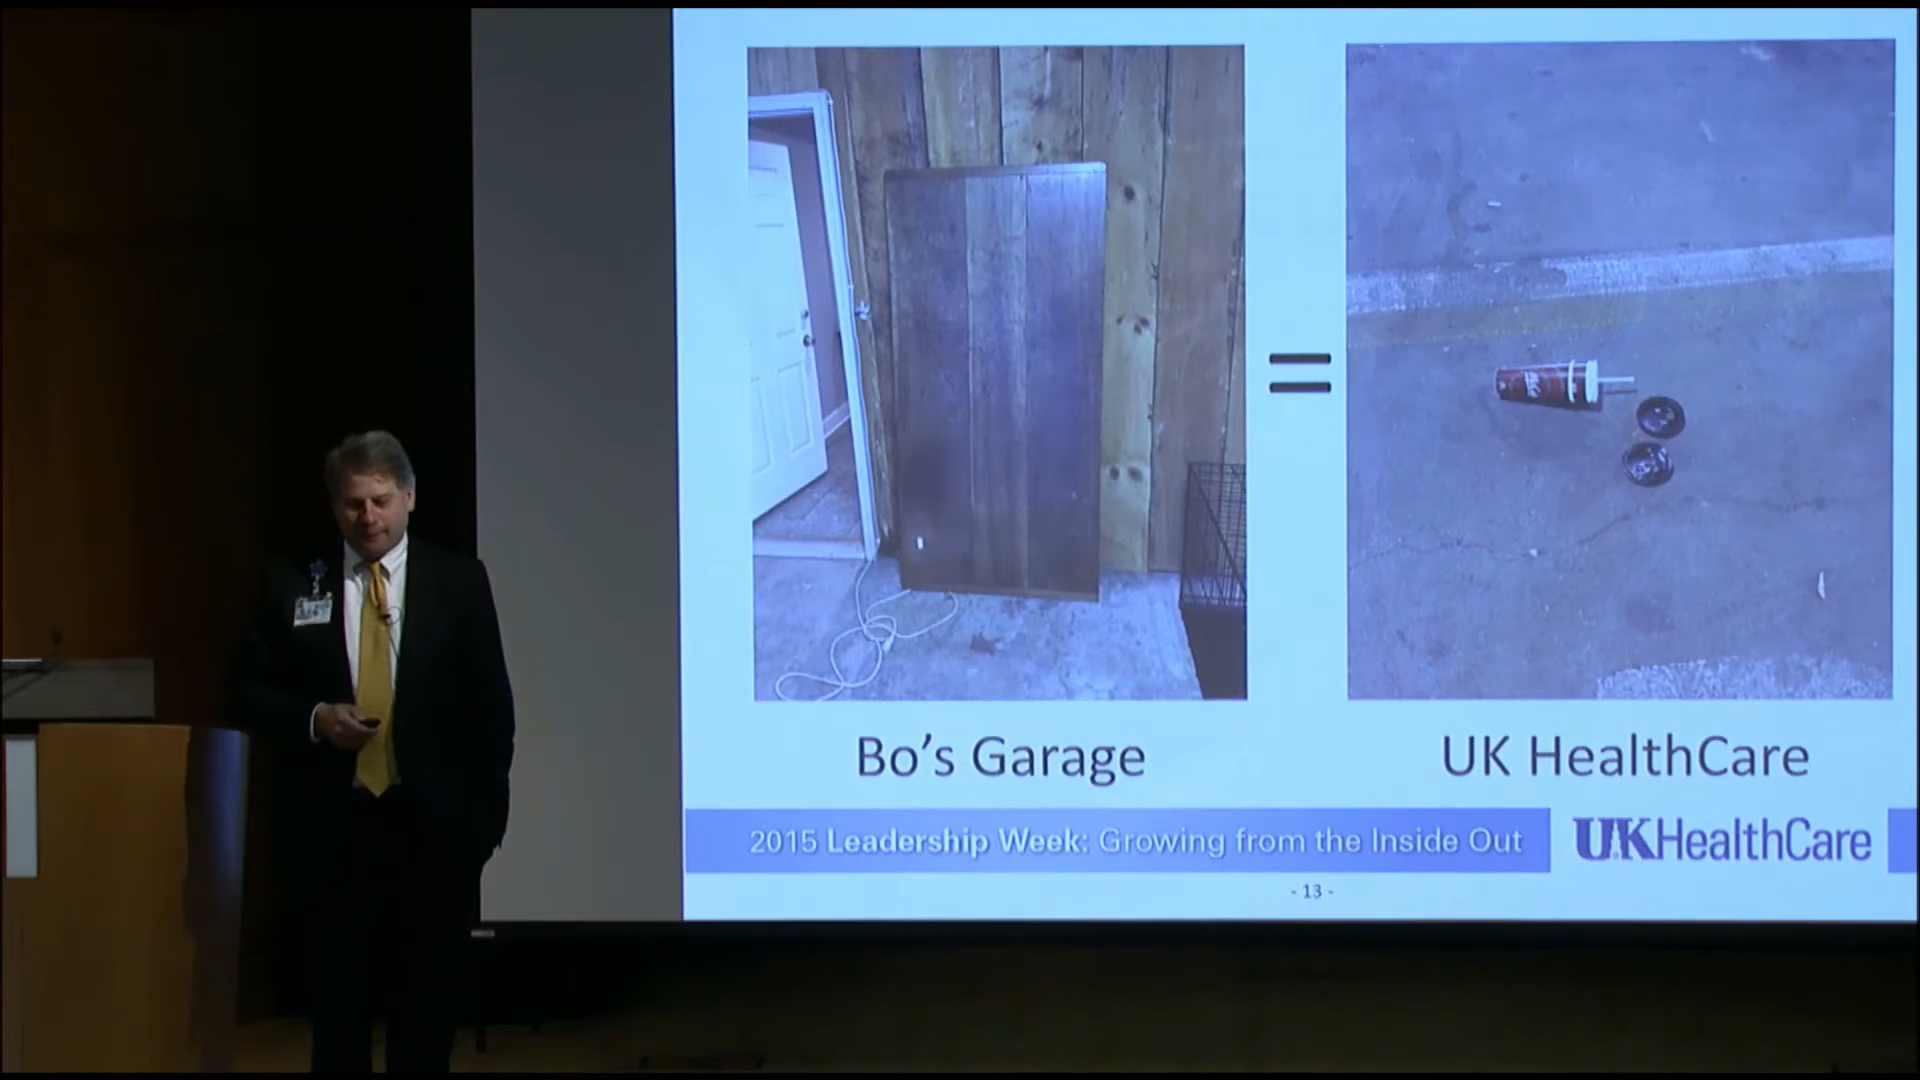 Bo's Garage
UK HealthCare
2015 Leadership Week: Growing from the Inside Out
UKHealthCare
- 13 -